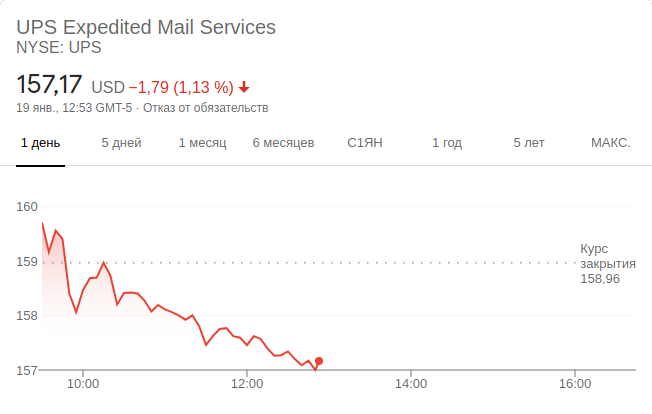 UPS Expedited Mail Services
NYSE: UPS
157,17 USD −1,79 (1,13 %)
19 янв., 12:53 GMT-5 · Отказ от обязательств
1 день 5 дней 1 месяц 6 месяцев С1ЯН 1 год 5 лет МАКС.
160
159
158
157
Курс
закрытия
158,96
10:00 12:00 14:00 16:00